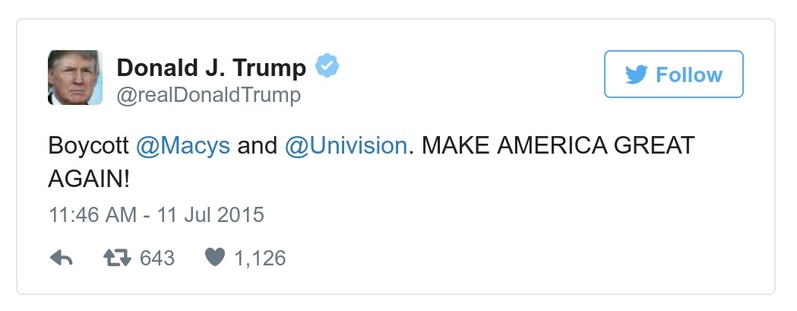 Donald J. Trump
@realDonaldTrump
Follow
Boycott @Macys and @Univision. MAKE AMERICA GREAT
AGAIN!
11:46 AM - 11 Jul 2015
643 1,126